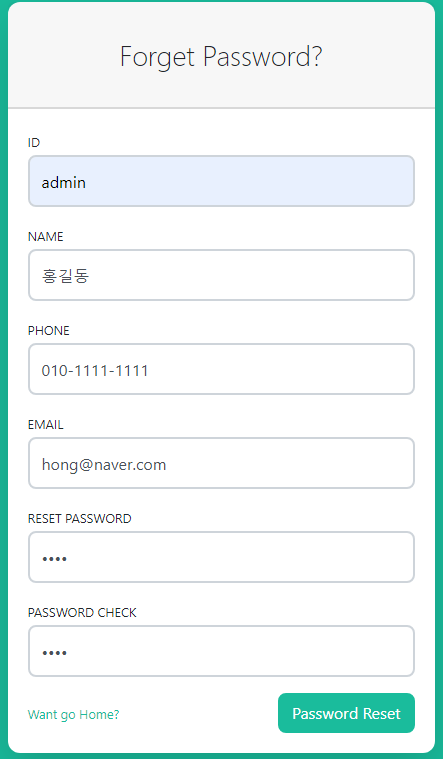 Forget Password?
ID
admin
NAME
홍길동
PHONE
010-1111-1111
EMAIL
hong@naver.com
RESET PASSWORD
••••
PASSWORD CHECK
••••
Want go Home?
Password Reset